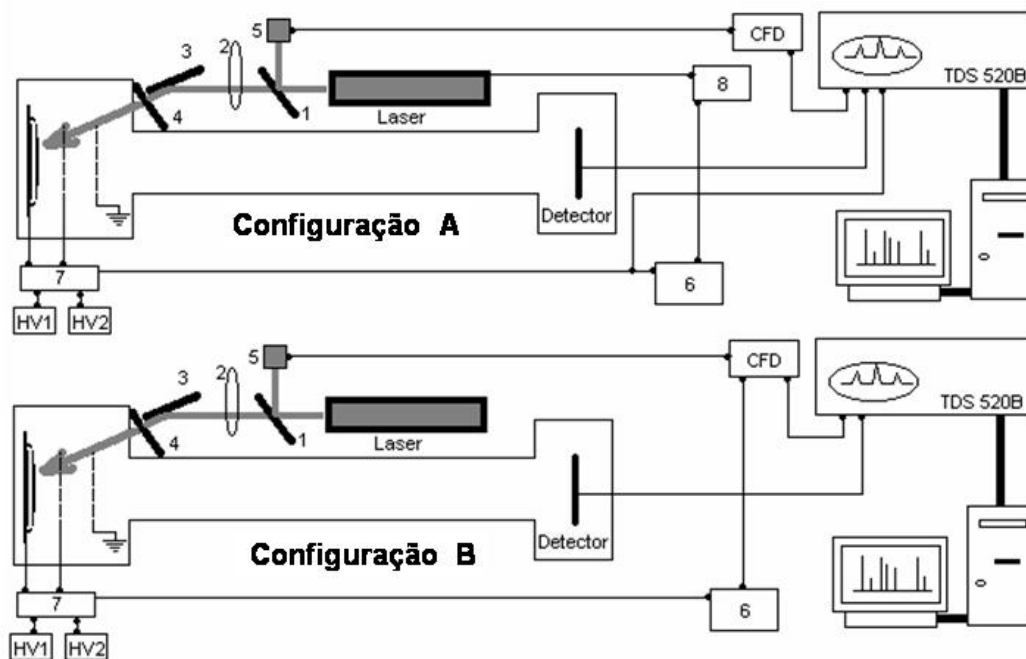 5
CFD
3
2
8
TDS 520B
4
1
Laser
Configuração A
Detector
7
6
HV1
HV2
5
CFD
3
2
TDS 520B
4
1
Laser
Configuração B
Detector
7
6
HV1
HV2